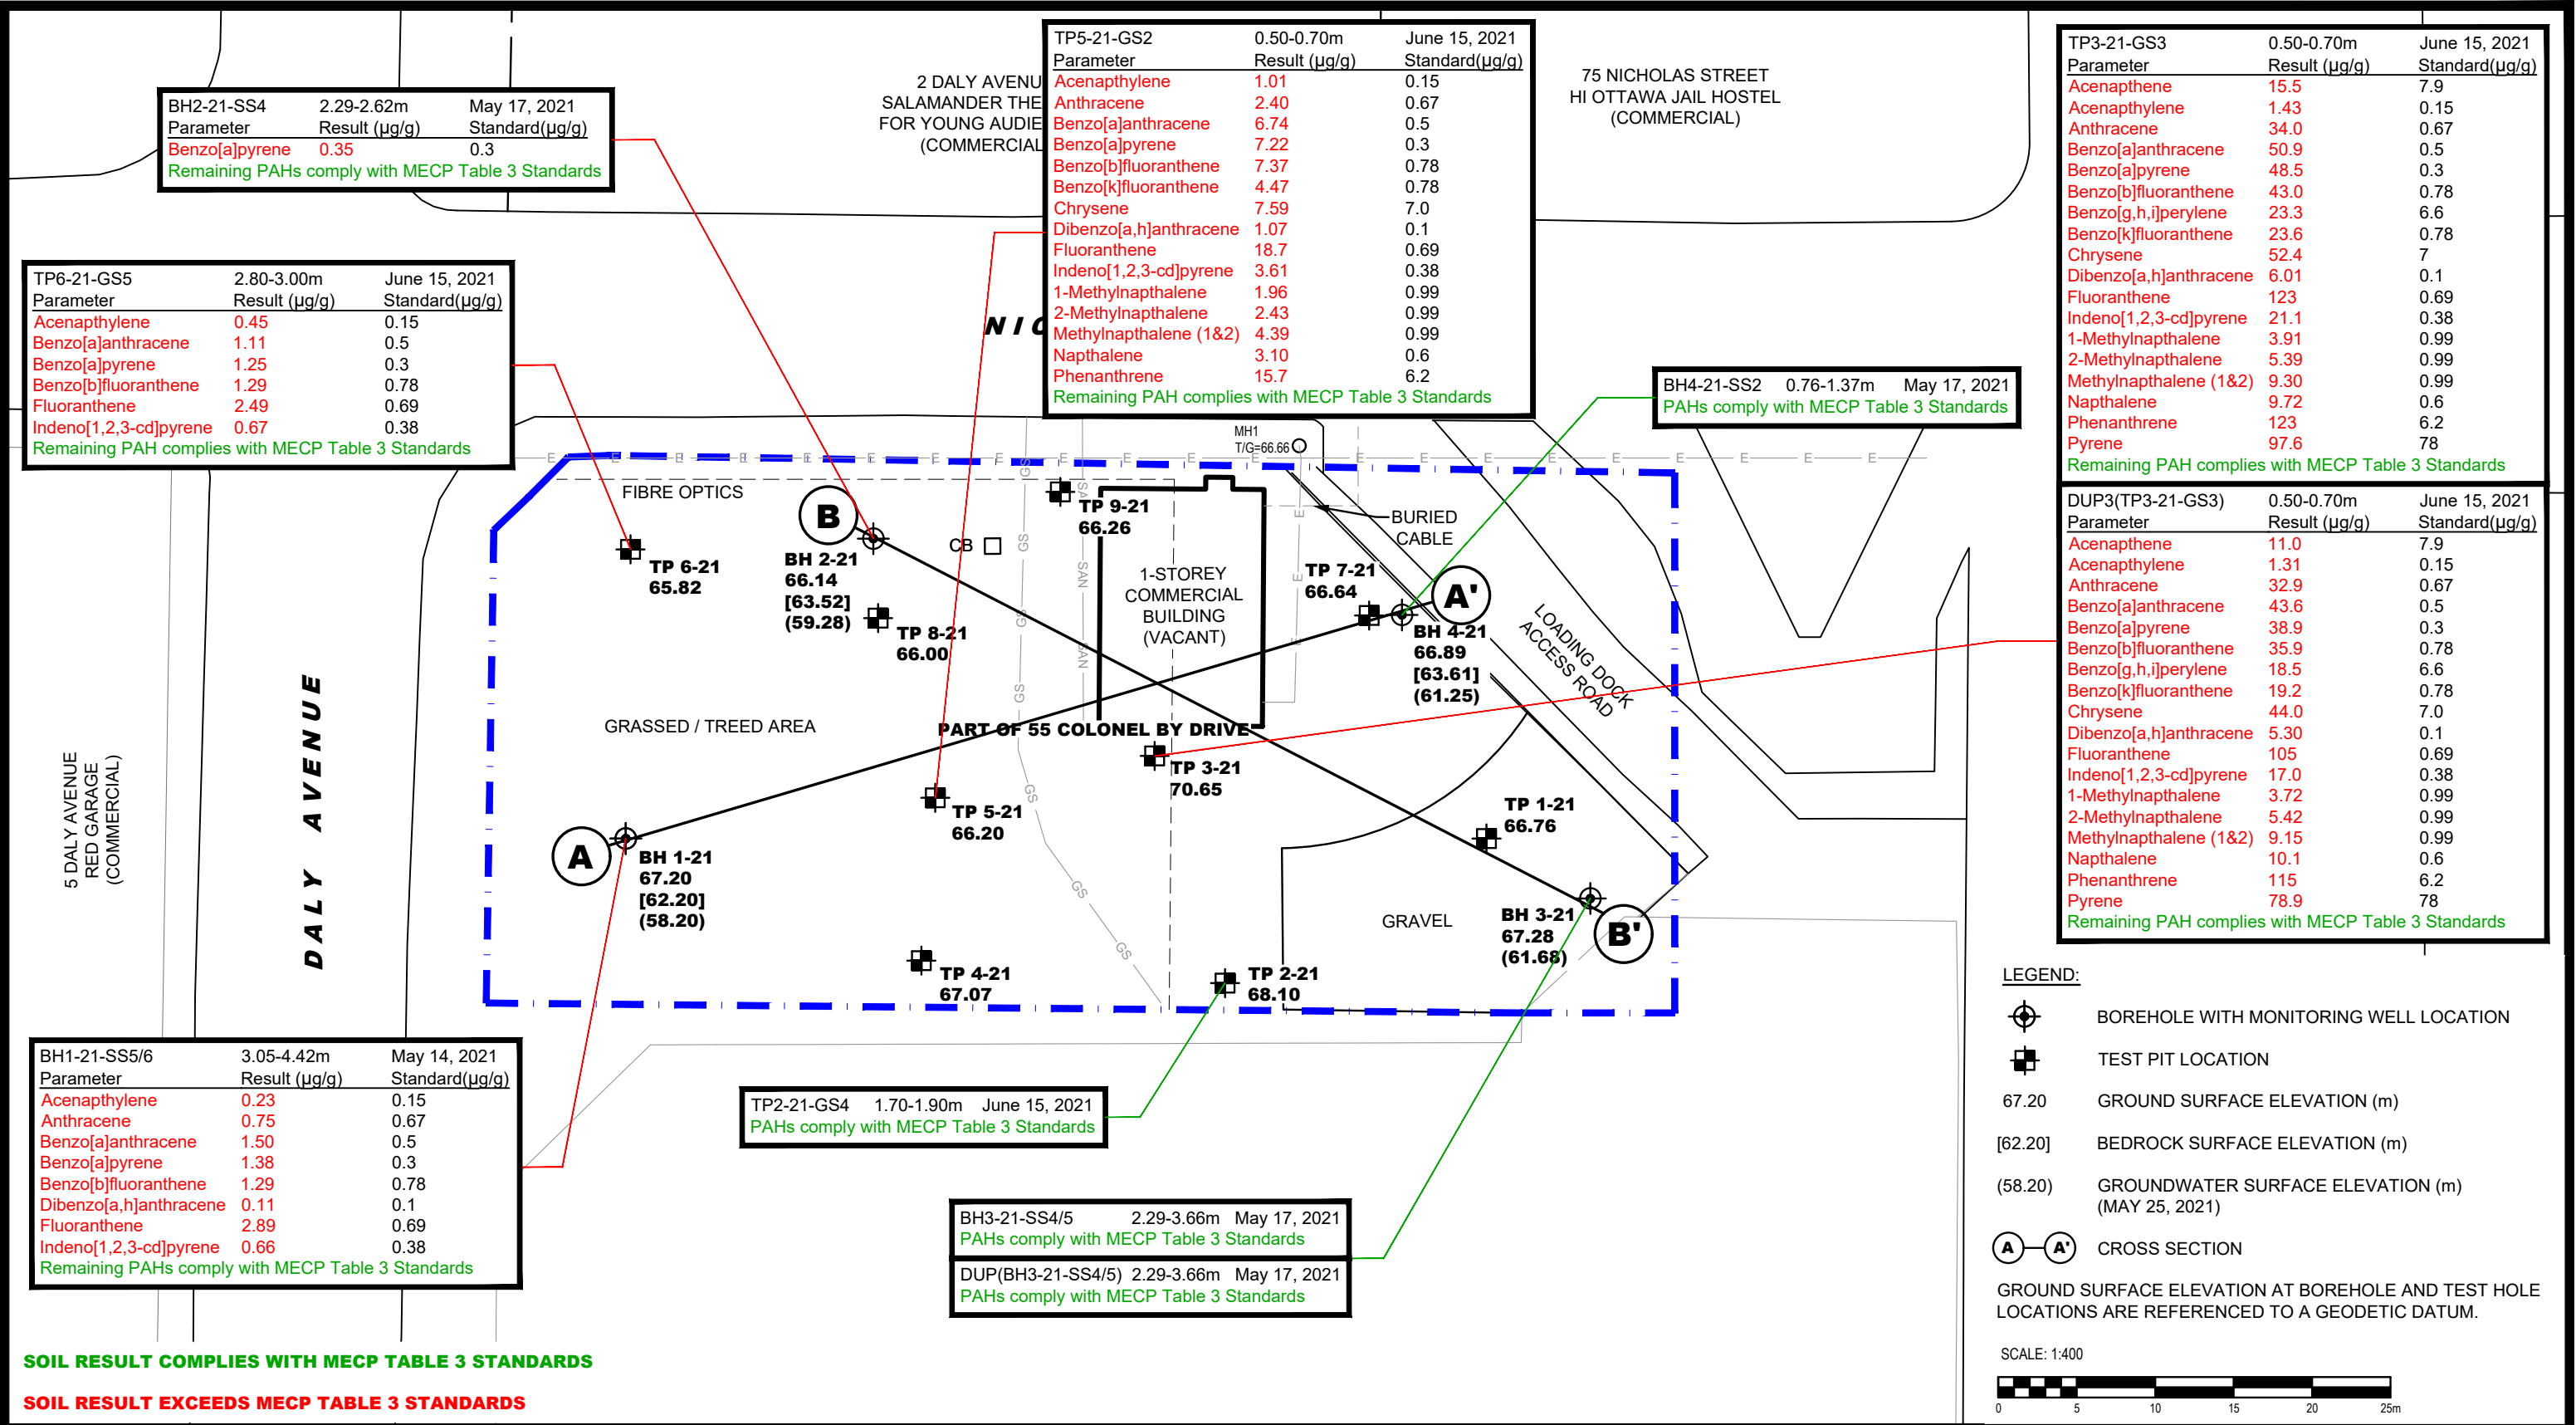 BH2-21-SS4 2.29-2.62m May 17, 2021
Parameter Result (µg/g) Standard(µg/g)
Benzo[a]pyrene 0.35 0.3
Remaining PAHs comply with MECP Table 3 Standards
TP6-21-GS5 2.80-3.00m June 15, 2021
Parameter Result (µg/g) Standard(µg/g)
Acenapthylene 0.45 0.15
Benzo[a]anthracene 1.11 0.5
Benzo[a]pyrene 1.25 0.3
Benzo[b]fluoranthene 1.29 0.78
Fluoranthene 2.49 0.69
Indeno[1,2,3-cd]pyrene 0.67 0.38
Remaining PAH complies with MECP Table 3 Standards
2 DALY AVENU
SALAMANDER THE
FOR YOUNG AUDIE
(COMMERCIAL
NIC
TP5-21-GS2 0.50-0.70m June 15, 2021
Parameter Result (µg/g) Standard(µg/g)
Acenapthylene 1.01 0.15
Anthracene 2.40 0.67
Benzo[a]anthracene 6.74 0.5
Benzo[a]pyrene 7.22 0.3
Benzo[b]fluoranthene 7.37 0.78
Benzo[k]fluoranthene 4.47 0.78
Chrysene 7.59 7.0
Dibenzo[a,h]anthracene 1.07 0.1
Fluoranthene 18.7 0.69
Indeno[1,2,3-cd]pyrene 3.61 0.38
1-Methylnapthalene 1.96 0.99
2-Methylnapthalene 2.43 0.99
Methylnapthalene (1&2) 4.39 0.99
Napthalene 3.10 0.6
Phenanthrene 15.7 6.2
Remaining PAH complies with MECP Table 3 Standards
75 NICHOLAS STREET
HI OTTAWA JAIL HOSTEL
(COMMERCIAL)
BH4-21-SS2 0.76-1.37m May 17, 2021
PAHs comply with MECP Table 3 Standards
TP3-21-GS3 0.50-0.70m June 15, 2021
Parameter Result (µg/g) Standard(µg/g)
Acenapthene 15.5 7.9
Acenapthylene 1.43 0.15
Anthracene 34.0 0.67
Benzo[a]anthracene 50.9 0.5
Benzo[a]pyrene 48.5 0.3
Benzo[b]fluoranthene 43.0 0.78
Benzo[g,h,i]perylene 23.3 6.6
Benzo[k]fluoranthene 23.6 0.78
Chrysene 52.4 7
Dibenzo[a,h]anthracene 6.01 0.1
Fluoranthene 123 0.69
Indeno[1,2,3-cd]pyrene 21.1 0.38
1-Methylnapthalene 3.91 0.99
2-Methylnapthalene 5.39 0.99
Methylnapthalene (1&2) 9.30 0.99
Napthalene 9.72 0.6
Phenanthrene 123 6.2
Pyrene 97.6 78
Remaining PAH complies with MECP Table 3 Standards
DUP3(TP3-21-GS3) 0.50-0.70m June 15, 2021
Parameter Result (µg/g) Standard(µg/g)
Acenapthene 11.0 7.9
Acenapthylene 1.31 0.15
Anthracene 32.9 0.67
Benzo[a]anthracene 43.6 0.5
Benzo[a]pyrene 38.9 0.3
Benzo[b]fluoranthene 35.9 0.78
Benzo[g,h,i]perylene 18.5 6.6
Benzo[k]fluoranthene 19.2 0.78
Chrysene 44.0 7.0
Dibenzo[a,h]anthracene 5.30 0.1
Fluoranthene 105 0.69
Indeno[1,2,3-cd]pyrene 17.0 0.38
1-Methylnapthalene 3.72 0.99
2-Methylnapthalene 5.42 0.99
Methylnapthalene (1&2) 9.15 0.99
Napthalene 10.1 0.6
Phenanthrene 115 6.2
Pyrene 78.9 78
Remaining PAH complies with MECP Table 3 Standards
MH1
T/G=66.66
E E E E E E E E E E E E E E E E E E E E E E
FIBRE OPTICS
B
TP 9-21
66.26
CB
BURIED
CABLE
TP 6-21
65.82
BH 2-21
66.14
[63.52]
(59.28)
TP 8-21
66.00
1-STOREY
COMMERCIAL
BUILDING
(VACANT)
TP 7-21
66.64
A'
BH 4-21
66.89
[63.61]
(61.25)
LOADING DOCK
ACCESS ROAD
GS GS GS GS GS GS GS
SAN SAN SAN
E E E
GRASSED / TREED AREA
PART OF 55 COLONEL BY DRIVE
TP 3-21
70.65
TP 5-21
66.20
TP 1-21
66.76
A
BH 1-21
67.20
[62.20]
(58.20)
GRAVEL
BH 3-21
67.28
(61.68)
B'
TP 4-21
67.07
TP 2-21
68.10
5 DALY AVENUE
RED GARAGE
(COMMERCIAL)
DALY AVENUE
BH1-21-SS5/6 3.05-4.42m May 14, 2021
Parameter Result (µg/g) Standard(µg/g)
Acenapthylene 0.23 0.15
Anthracene 0.75 0.67
Benzo[a]anthracene 1.50 0.5
Benzo[a]pyrene 1.38 0.3
Benzo[b]fluoranthene 1.29 0.78
Dibenzo[a,h]anthracene 0.11 0.1
Fluoranthene 2.89 0.69
Indeno[1,2,3-cd]pyrene 0.66 0.38
Remaining PAHs comply with MECP Table 3 Standards
TP2-21-GS4 1.70-1.90m June 15, 2021
PAHs comply with MECP Table 3 Standards
BH3-21-SS4/5 2.29-3.66m May 17, 2021
PAHs comply with MECP Table 3 Standards
DUP(BH3-21-SS4/5) 2.29-3.66m May 17, 2021
PAHs comply with MECP Table 3 Standards
SOIL RESULT COMPLIES WITH MECP TABLE 3 STANDARDS
SOIL RESULT EXCEEDS MECP TABLE 3 STANDARDS
LEGEND:
BOREHOLE WITH MONITORING WELL LOCATION
TEST PIT LOCATION
67.20 GROUND SURFACE ELEVATION (m)
[62.20] BEDROCK SURFACE ELEVATION (m)
(58.20) GROUNDWATER SURFACE ELEVATION (m)
(MAY 25, 2021)
A A' CROSS SECTION
GROUND SURFACE ELEVATION AT BOREHOLE AND TEST HOLE
LOCATIONS ARE REFERENCED TO A GEODETIC DATUM.
SCALE: 1:400
0 5 10 15 20 25m